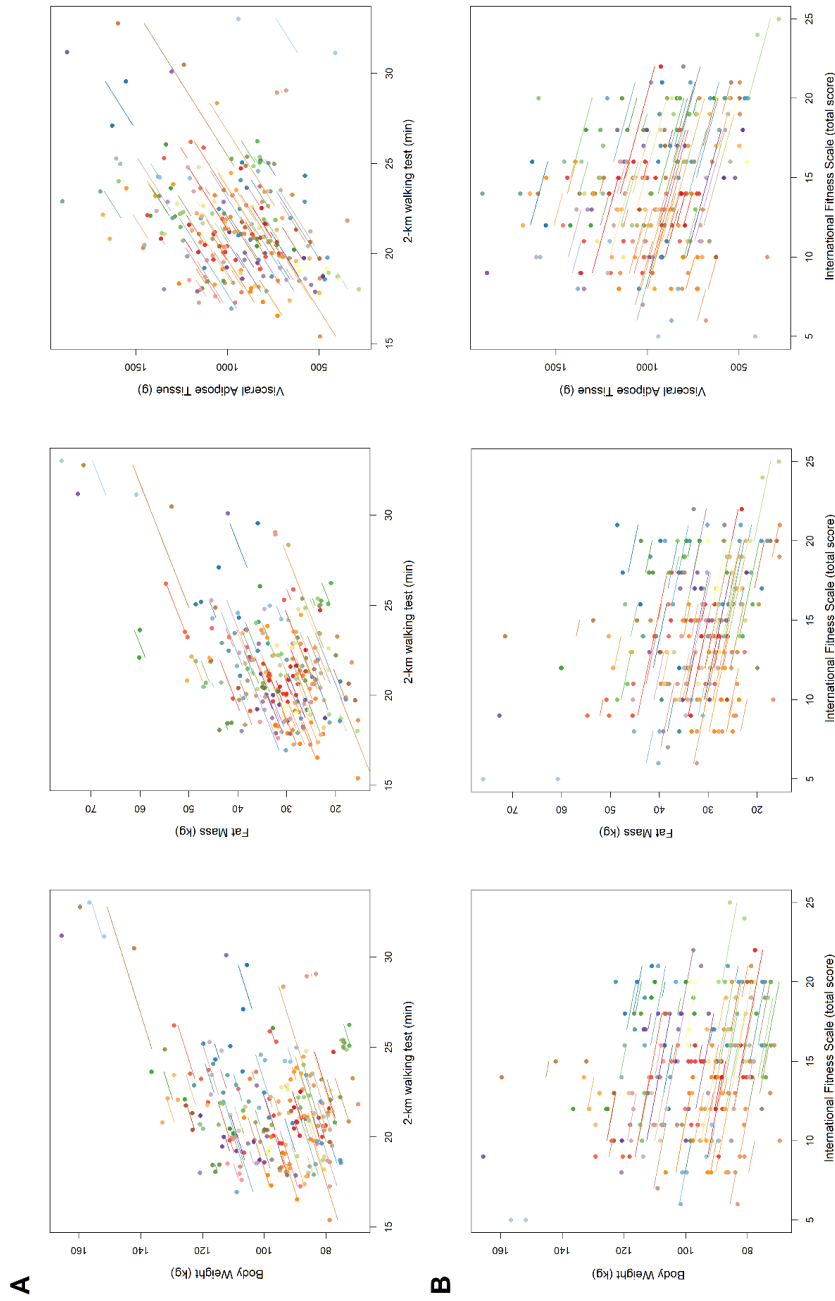 A
Body Weight (kg)
160
140
120
100
80
15 20 25 30
2-km walking test (min)
Fat Mass (kg)
70
60
50
40
30
20
15 20 25 30
2-km walking test (min)
Visceral Adipose Tissue (g)
1500
1000
500
15 20 25 30
2-km walking test (min)
B
Body Weight (kg)
160
140
120
100
80
5 10 15 20 25
International Fitness Scale (total score)
Fat Mass (kg)
70
60
50
40
30
20
5 10 15 20 25
International Fitness Scale (total score)
Visceral Adipose Tissue (g)
1500
1000
500
5 10 15 20 25
International Fitness Scale (total score)